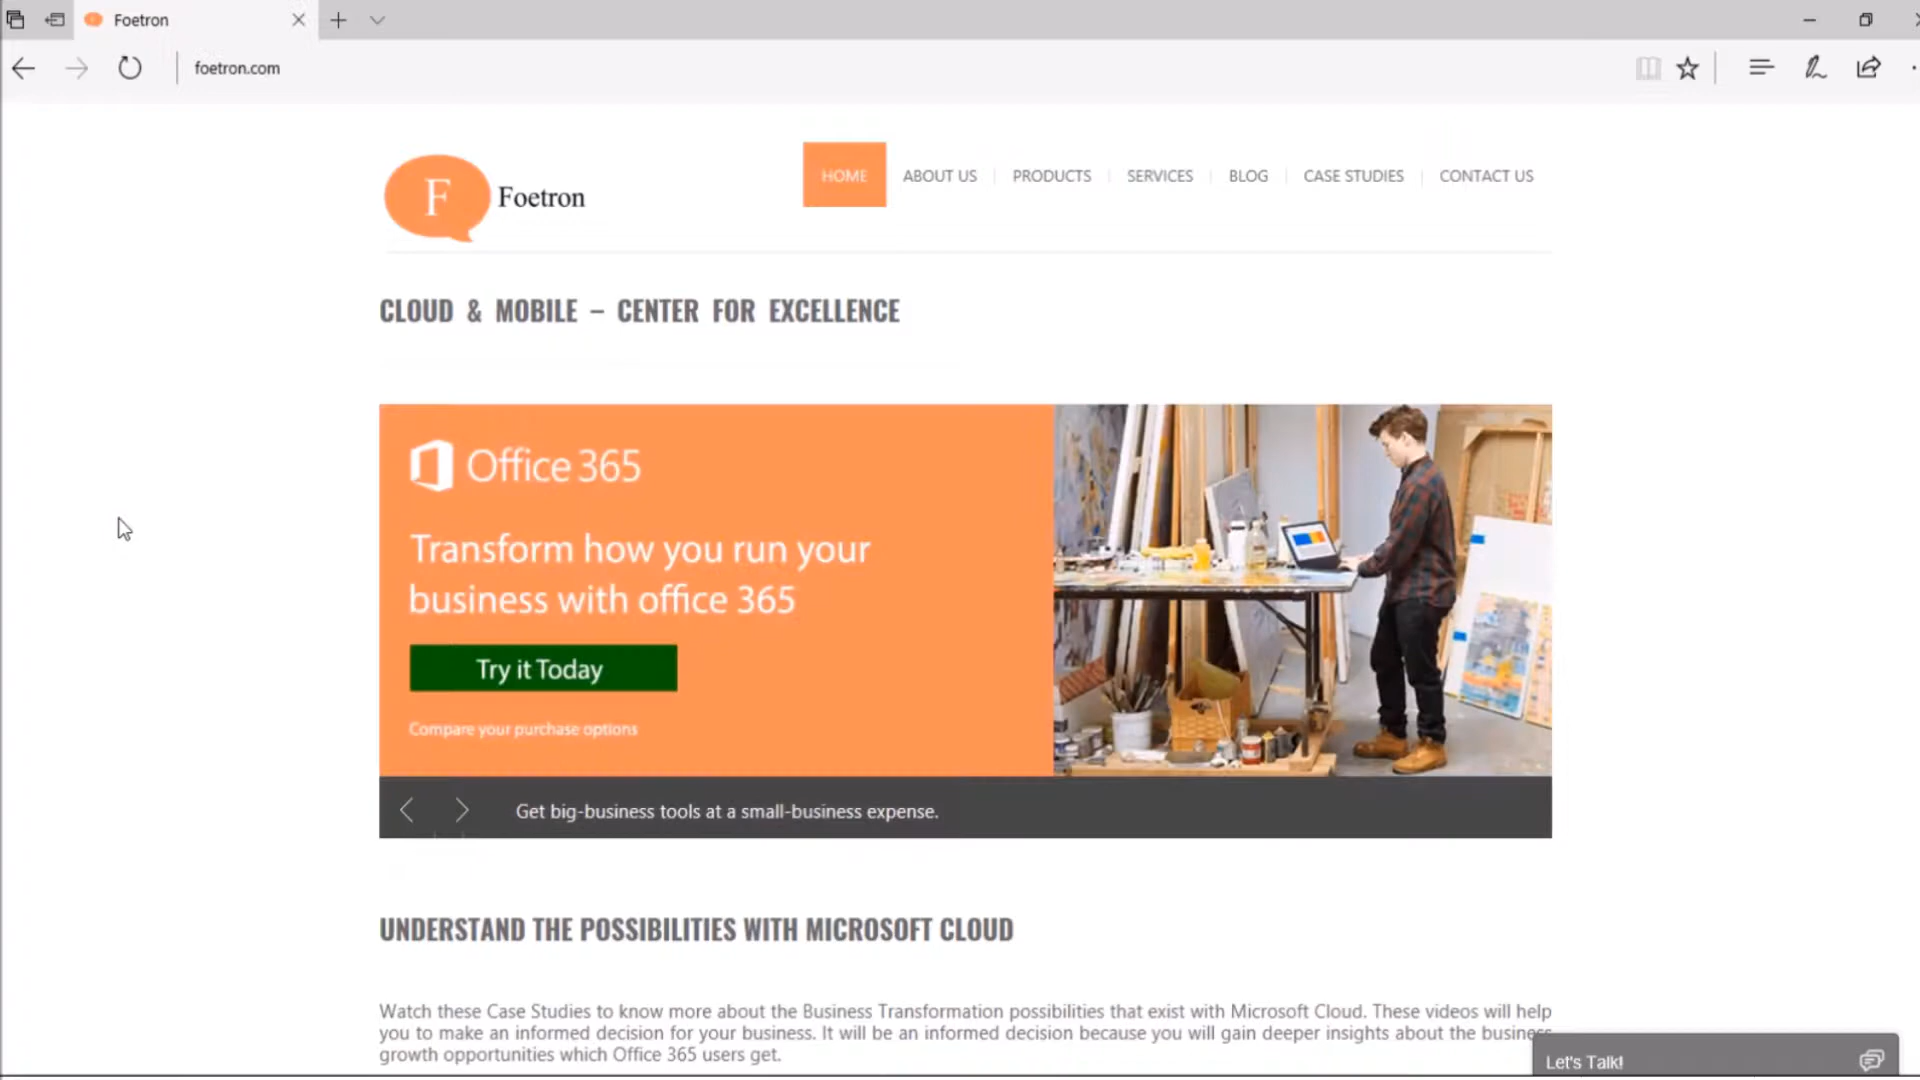 Foetron
foetron.com
F
Foetron
HOME
ABOUT US
PRODUCTS
SERVICES
BLOG
CASE STUDIES
CONTACT US
CLOUD & MOBILE – CENTER FOR EXCELLENCE
Office 365
Transform how you run your
business with office 365
Try it Today
Compare your purchase options
Get big-business tools at a small-business expense.
UNDERSTAND THE POSSIBILITIES WITH MICROSOFT CLOUD
Watch these Case Studies to know more about the Business Transformation possibilities that exist with Microsoft Cloud. These videos will help
you to make an informed decision for your business. It will be an informed decision because you will gain deeper insights about the business
growth opportunities which Office 365 users get.
Let's Talk!